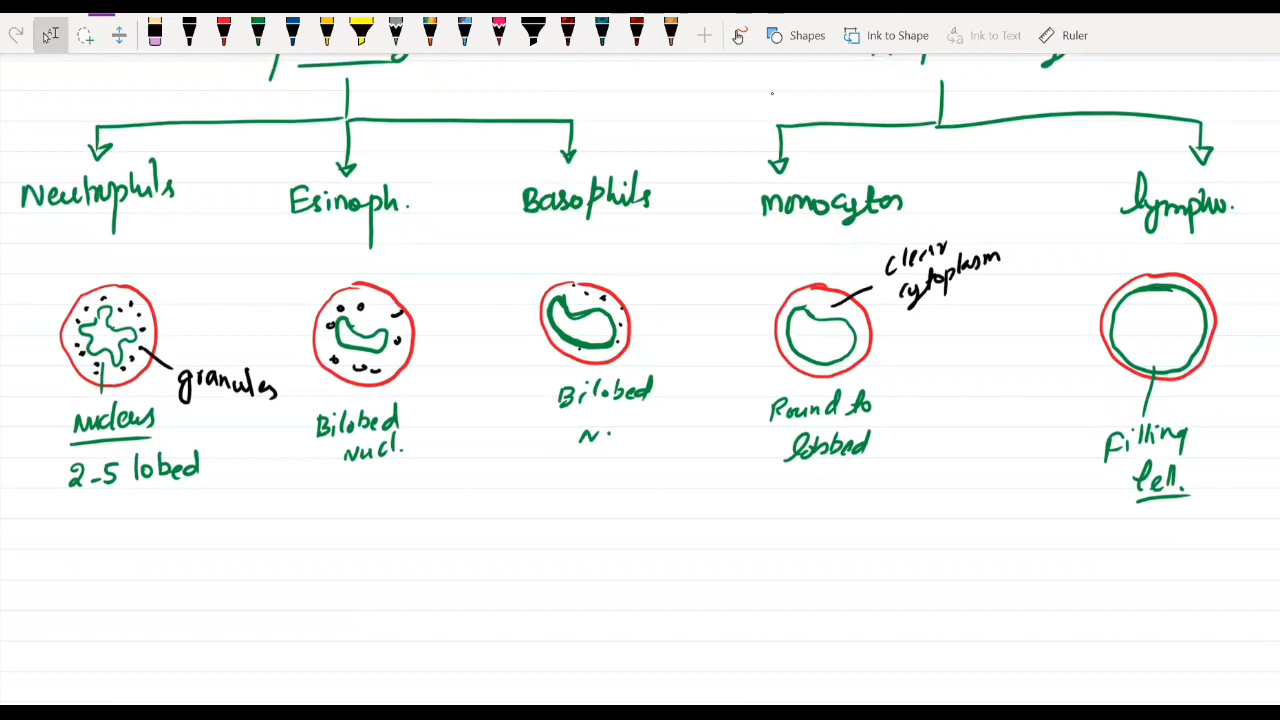 Shapes
Ink to Shape
Ink to Text
Ruler
Neutrophils
Esinoph.
Basophils
monocytes
lympho.
clear
cytoplasm
granules
Nucleus
2-5 lobed
Bilobed
Nucl.
Bilobed
N.
Round to
lobbed
Filling
Cell.